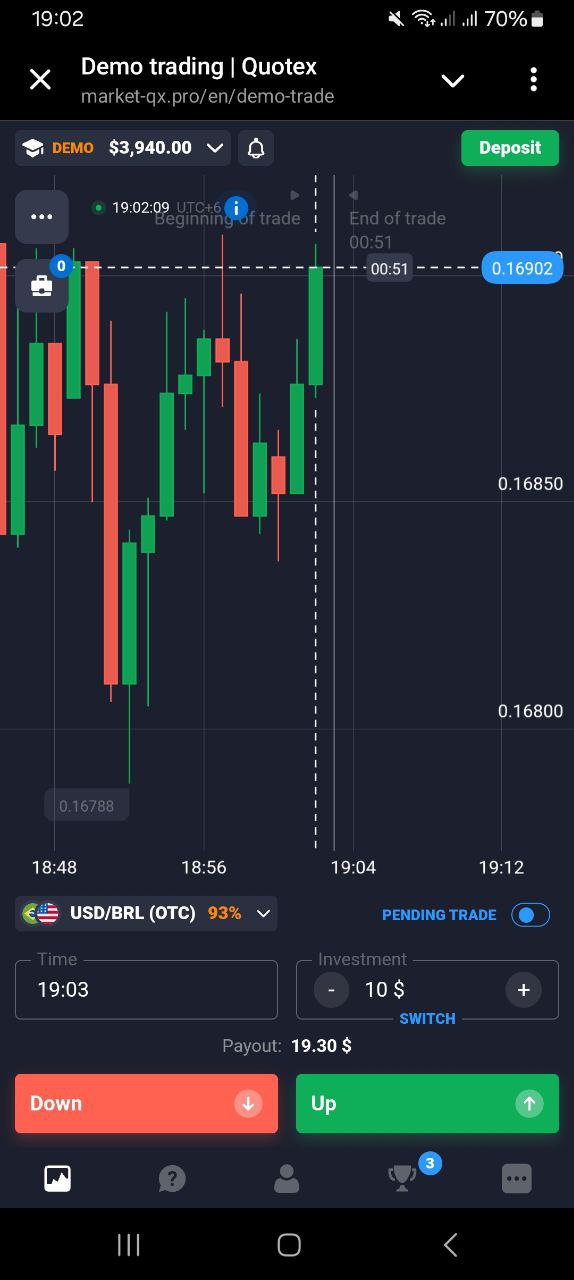 19:02
70%
Demo trading | Quotex
market-qx.pro/en/demo-trade
DEMO $3,940.00
Deposit
19:02:09 UTC+6 i
Beginning of trade
End of trade
00:51
0
00:51
0.16902
0.16850
0.16800
0.16788
18:48 18:56 19:04 19:12
USD/BRL (OTC) 93%
PENDING TRADE
Time
19:03
Investment
- 10 $ +
SWITCH
Payout: 19.30 $
Down
Up
?
3